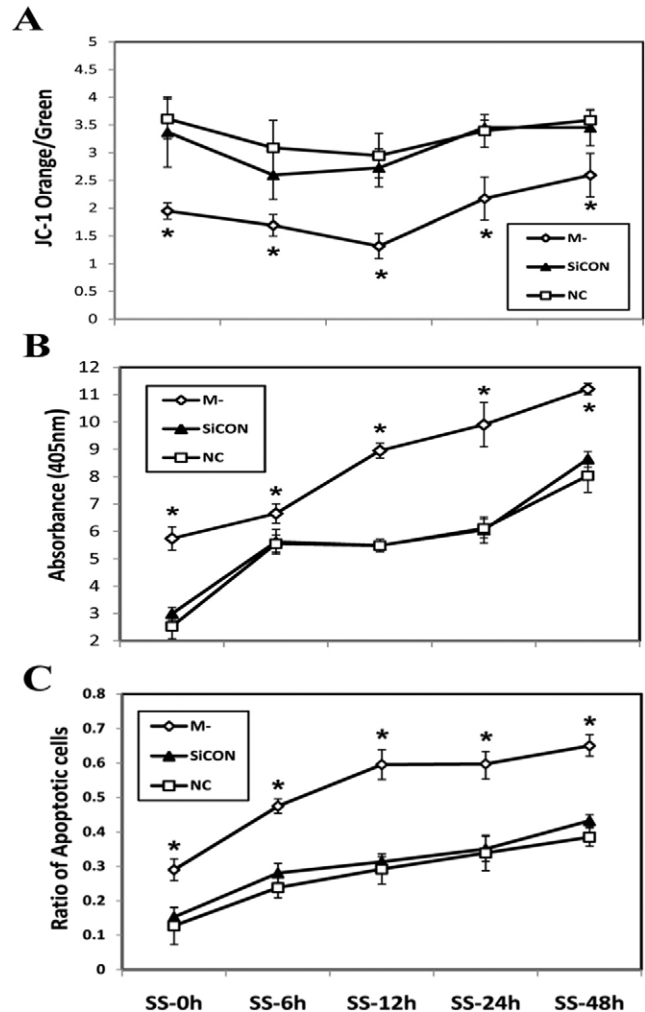 A
JC-1 Orange/Green
5
4.5
4
3.5
3
2.5
2
1.5
1
0.5
0
* * * * *
M-
SiCON
NC
B
Absorbance (405nm)
12
11
10
9
8
7
6
5
4
3
2
M-
SiCON
NC
* * * * *
C
Ratio of Apoptotic cells
0.8
0.7
0.6
0.5
0.4
0.3
0.2
0.1
0
M-
SiCON
NC
* * * * *
SS-0h SS-6h SS-12h SS-24h SS-48h